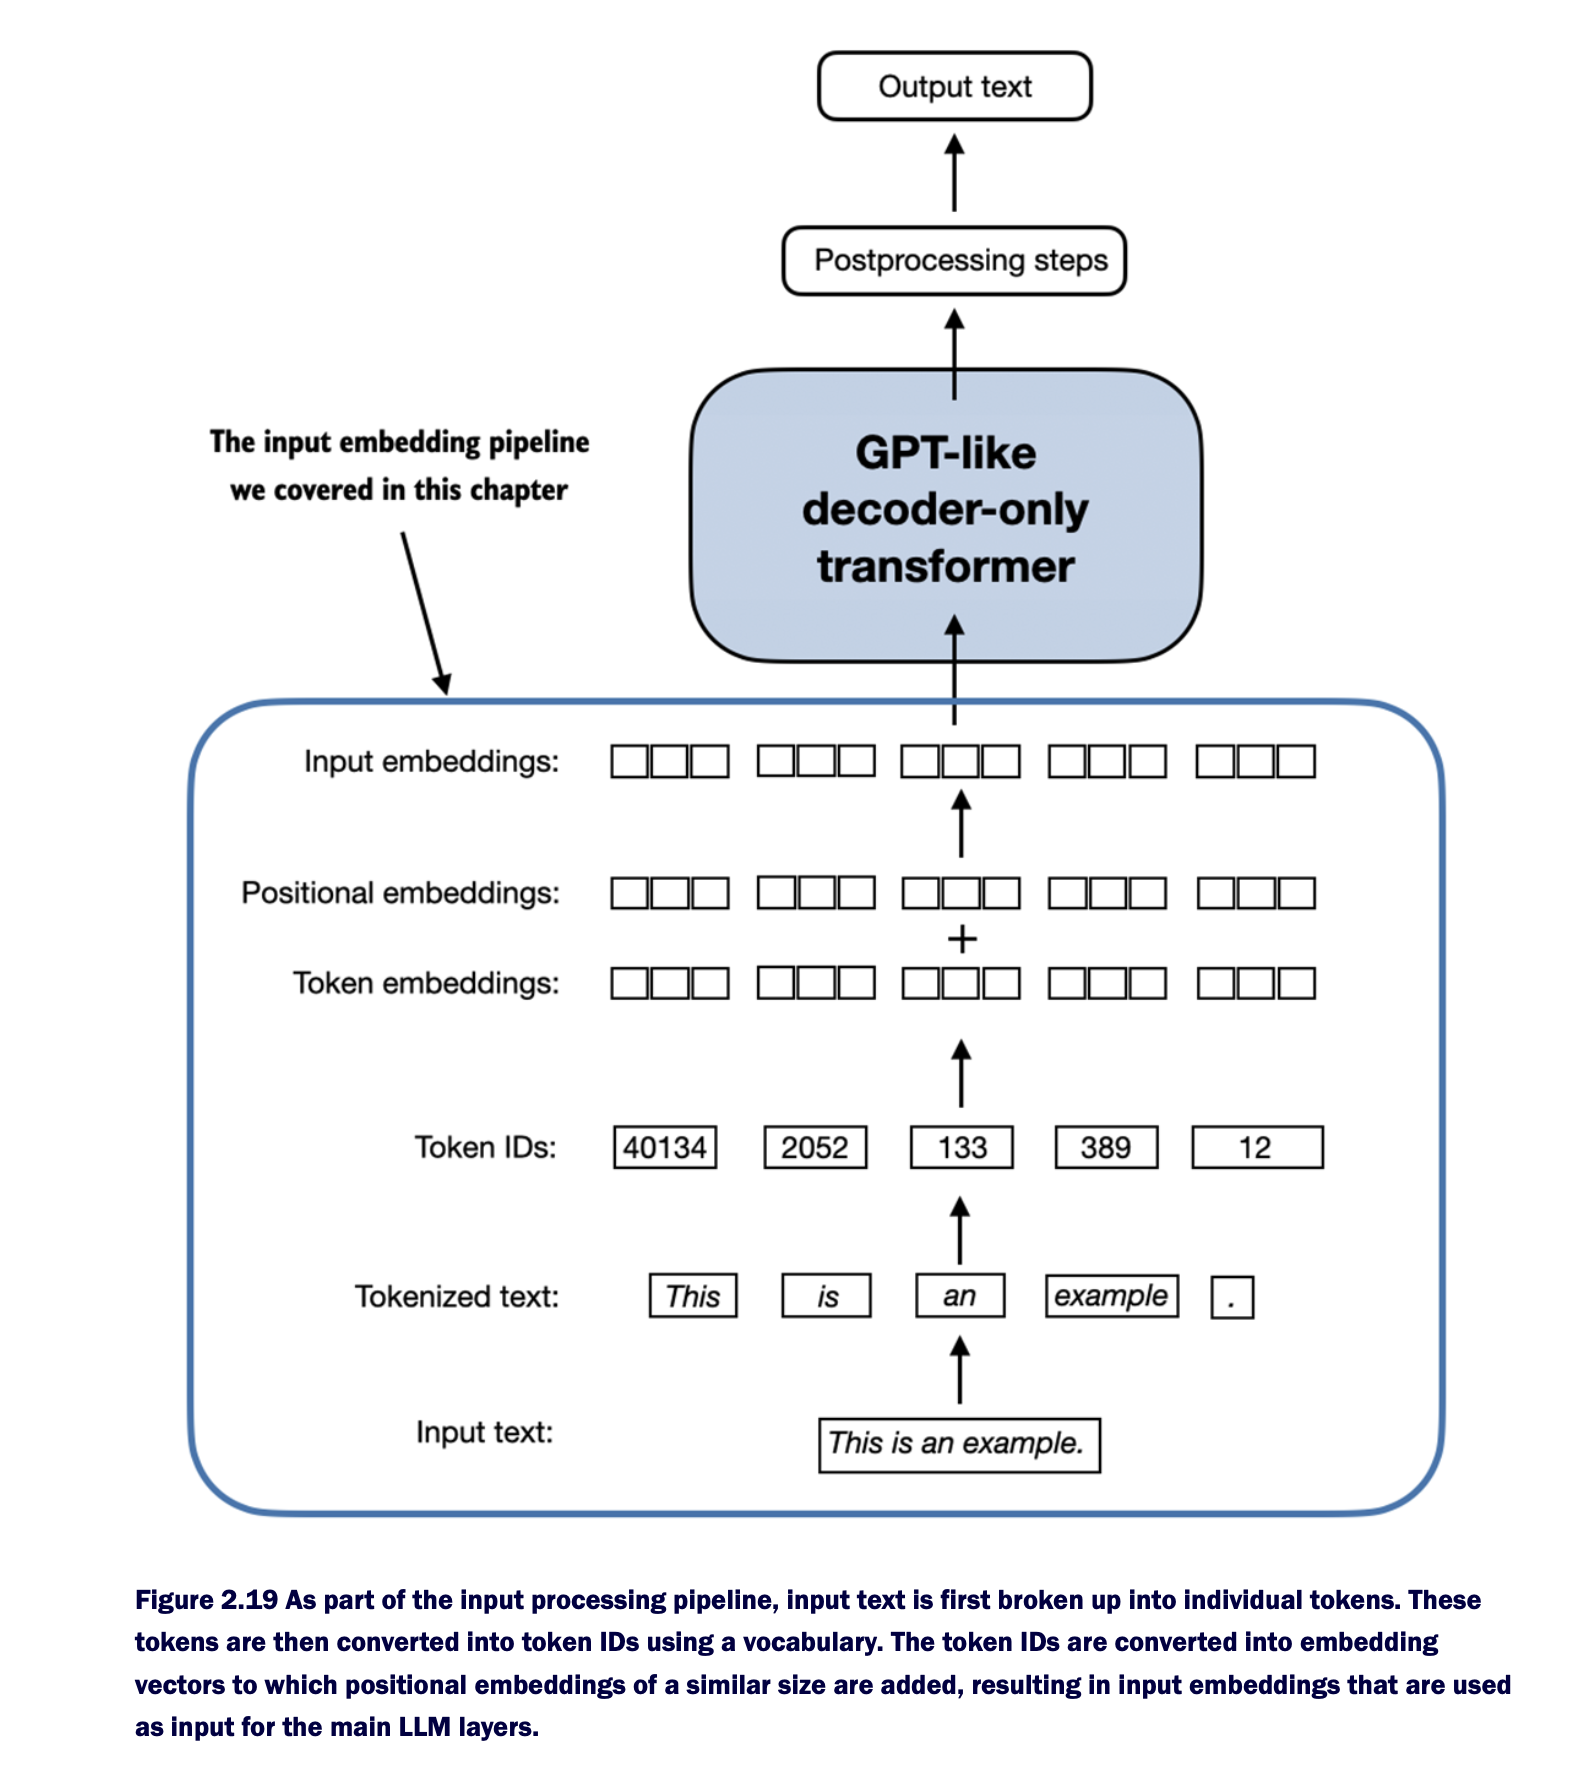 Output text
Postprocessing steps
GPT-like
decoder-only
transformer
The input embedding pipeline
we covered in this chapter
Input embeddings:
Positional embeddings:
+
Token embeddings:
Token IDs: 40134 2052 133 389 12
Tokenized text: This is an example .
Input text: This is an example.
Figure 2.19 As part of the input processing pipeline, input text is first broken up into individual tokens. These
tokens are then converted into token IDs using a vocabulary. The token IDs are converted into embedding
vectors to which positional embeddings of a similar size are added, resulting in input embeddings that are used
as input for the main LLM layers.